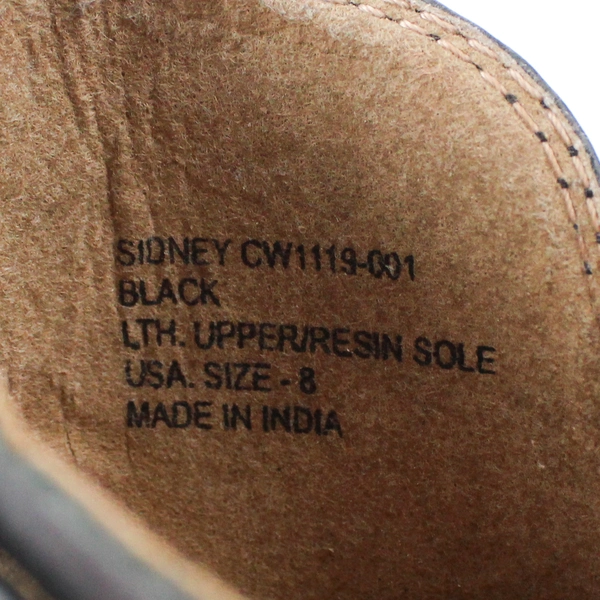 SIDNEY CW1119-001
BLACK
LTH. UPPER/RESIN SOLE
USA. SIZE - 8
MADE IN INDIA